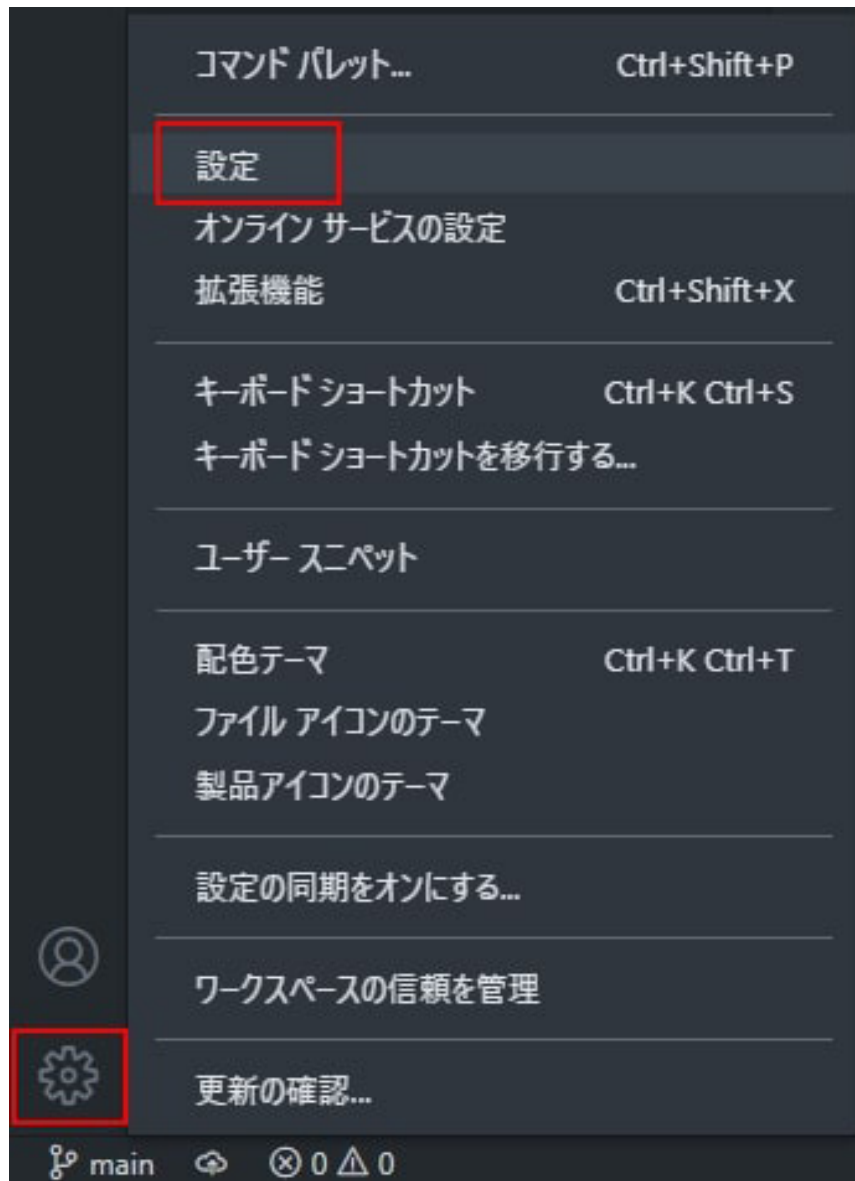 コマンド パレット... Ctrl+Shift+P
設定
オンライン サービスの設定
拡張機能 Ctrl+Shift+X
キーボード ショートカット Ctrl+K Ctrl+S
キーボード ショートカットを移行する...
ユーザー スニペット
配色テーマ Ctrl+K Ctrl+T
ファイル アイコンのテーマ
製品アイコンのテーマ
設定の同期をオンにする...
ワークスペースの信頼を管理
更新の確認...
main 0 0